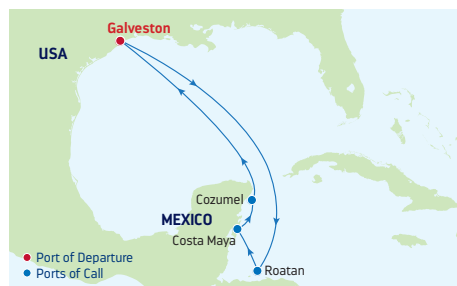 Galveston
USA
Cozumel
MEXICO
Costa Maya
Roatan
Port of Departure
Ports of Call